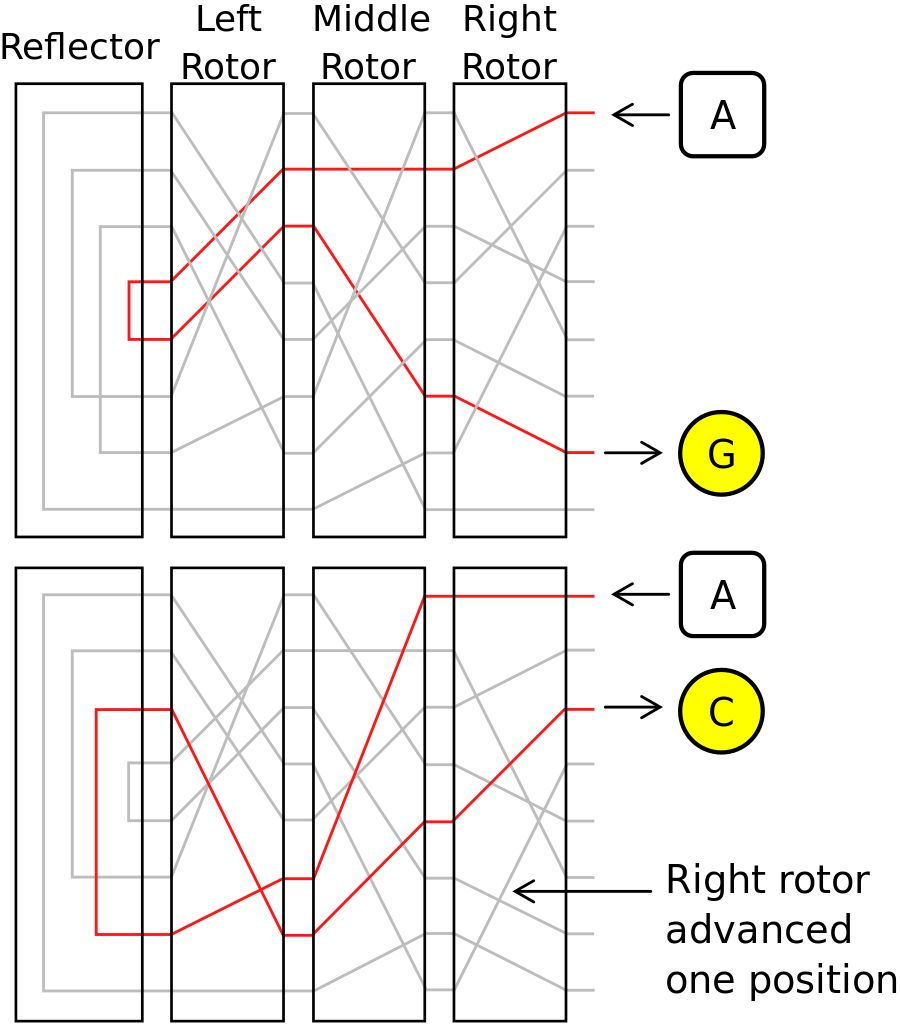 Reflector
Left
Rotor
Middle
Rotor
Right
Rotor
A
G
A
C
Right rotor
advanced
one position